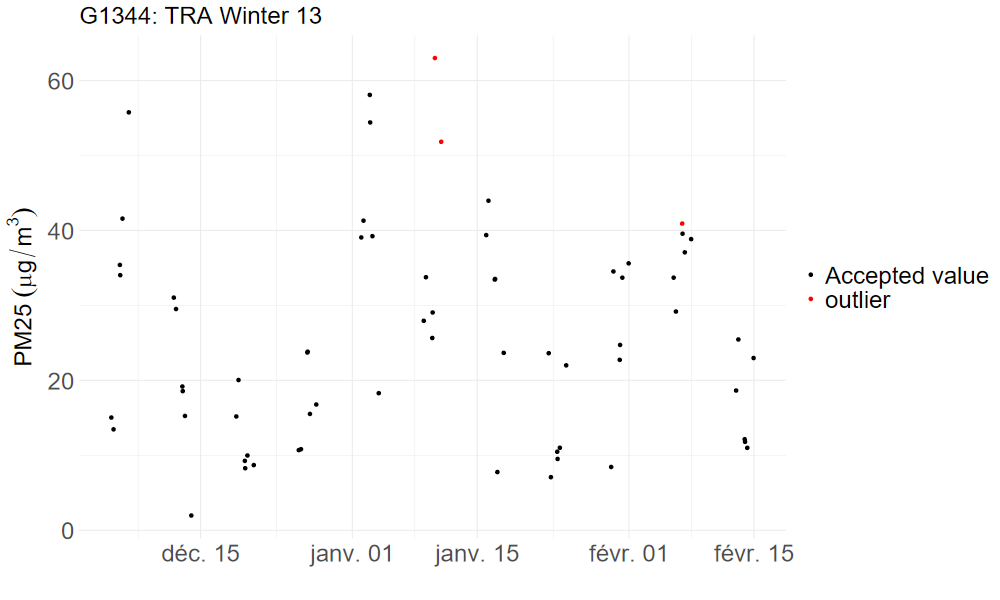 G1344: TRA Winter 13
PM25 (μg/m³)
60
40
20
0
déc. 15 janv. 01 janv. 15 févr. 01 févr. 15
Accepted value
outlier